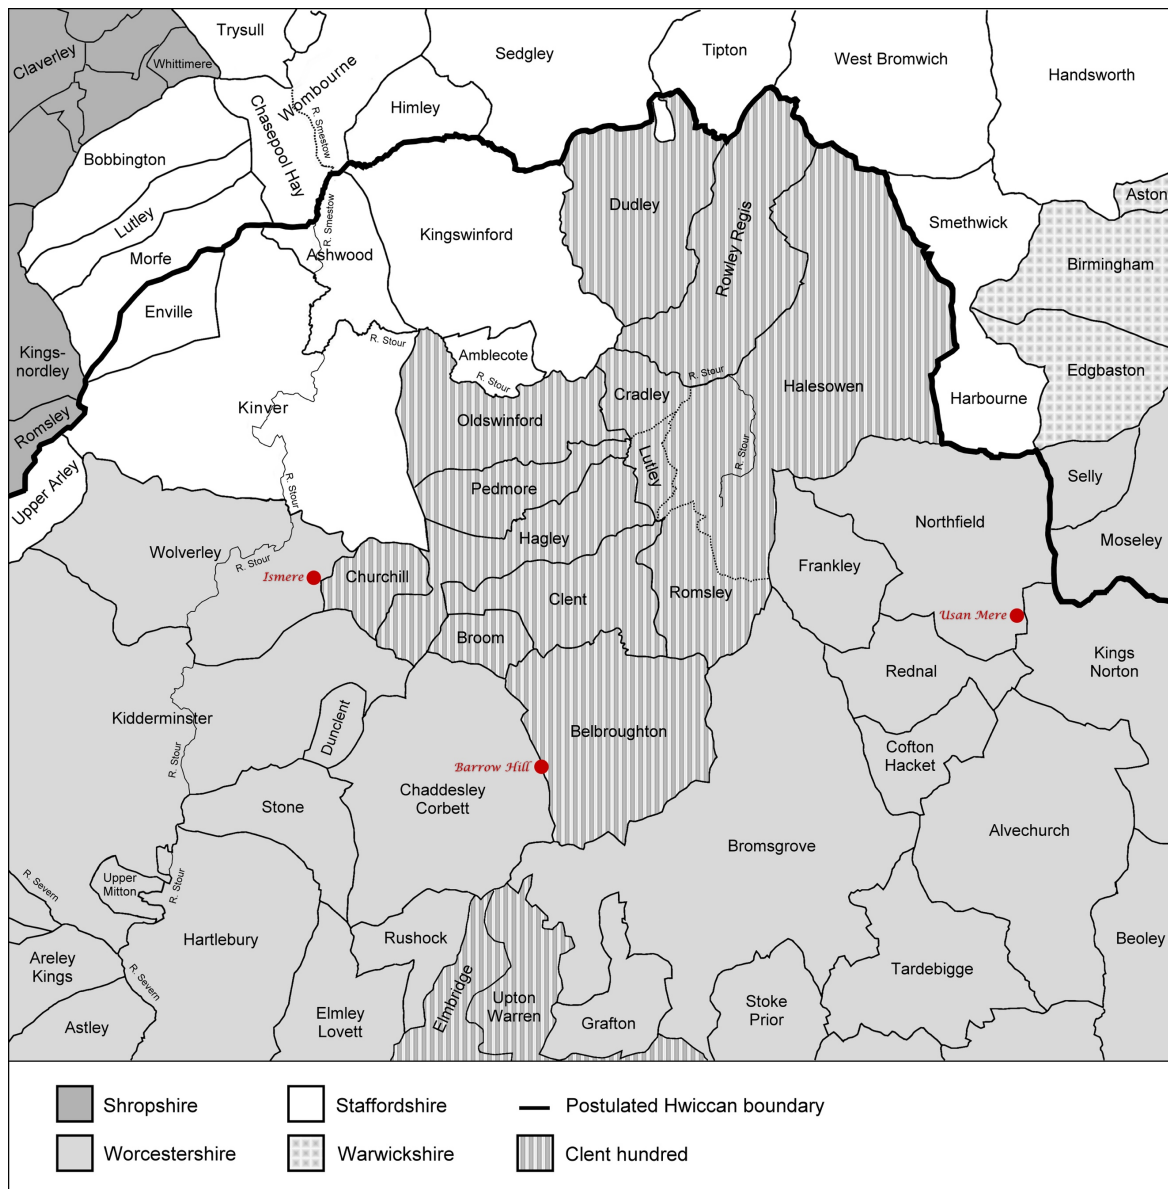 Trysull
Claverley
Whittimere
Wombourne
Sedgley
Tipton
West Bromwich
Handsworth
Himley
R. Smestow
Chasepool Hay
Bobbington
Lutley
Morfe
R. Smestow
Ashwood
Kingswinford
Dudley
Rowley Regis
Smethwick
Aston
Birmingham
Enville
Kings-
nordley
Romsley
Upper Arley
Kinver
R. Stour
Amblecote
R. Stour
Oldswinford
Cradley
R. Stour
Halesowen
Harbourne
Edgbaston
Lutley
R. Stour
Pedmore
Hagley
Selly
Northfield
Moseley
R. Stour
Wolverley
R. Stour
Ismere
Churchill
Clent
Romsley
Frankley
Broom
Usan Mere
Rednal
Kings
Norton
Kidderminster
R. Stour
Dunclent
Belbroughton
Barrow Hill
Chaddesley
Corbett
Cofton
Hacket
Stone
Bromsgrove
Alvechurch
R. Severn
Upper
Mitton
R. Stour
Hartlebury
Rushock
Areley
Kings
R. Severn
Astley
Elmley
Lovett
Elmbridge
Upton
Warren
Grafton
Stoke
Prior
Tardebigge
Beoley
Shropshire
Staffordshire
Postulated Hwiccan boundary
Worcestershire
Warwickshire
Clent hundred